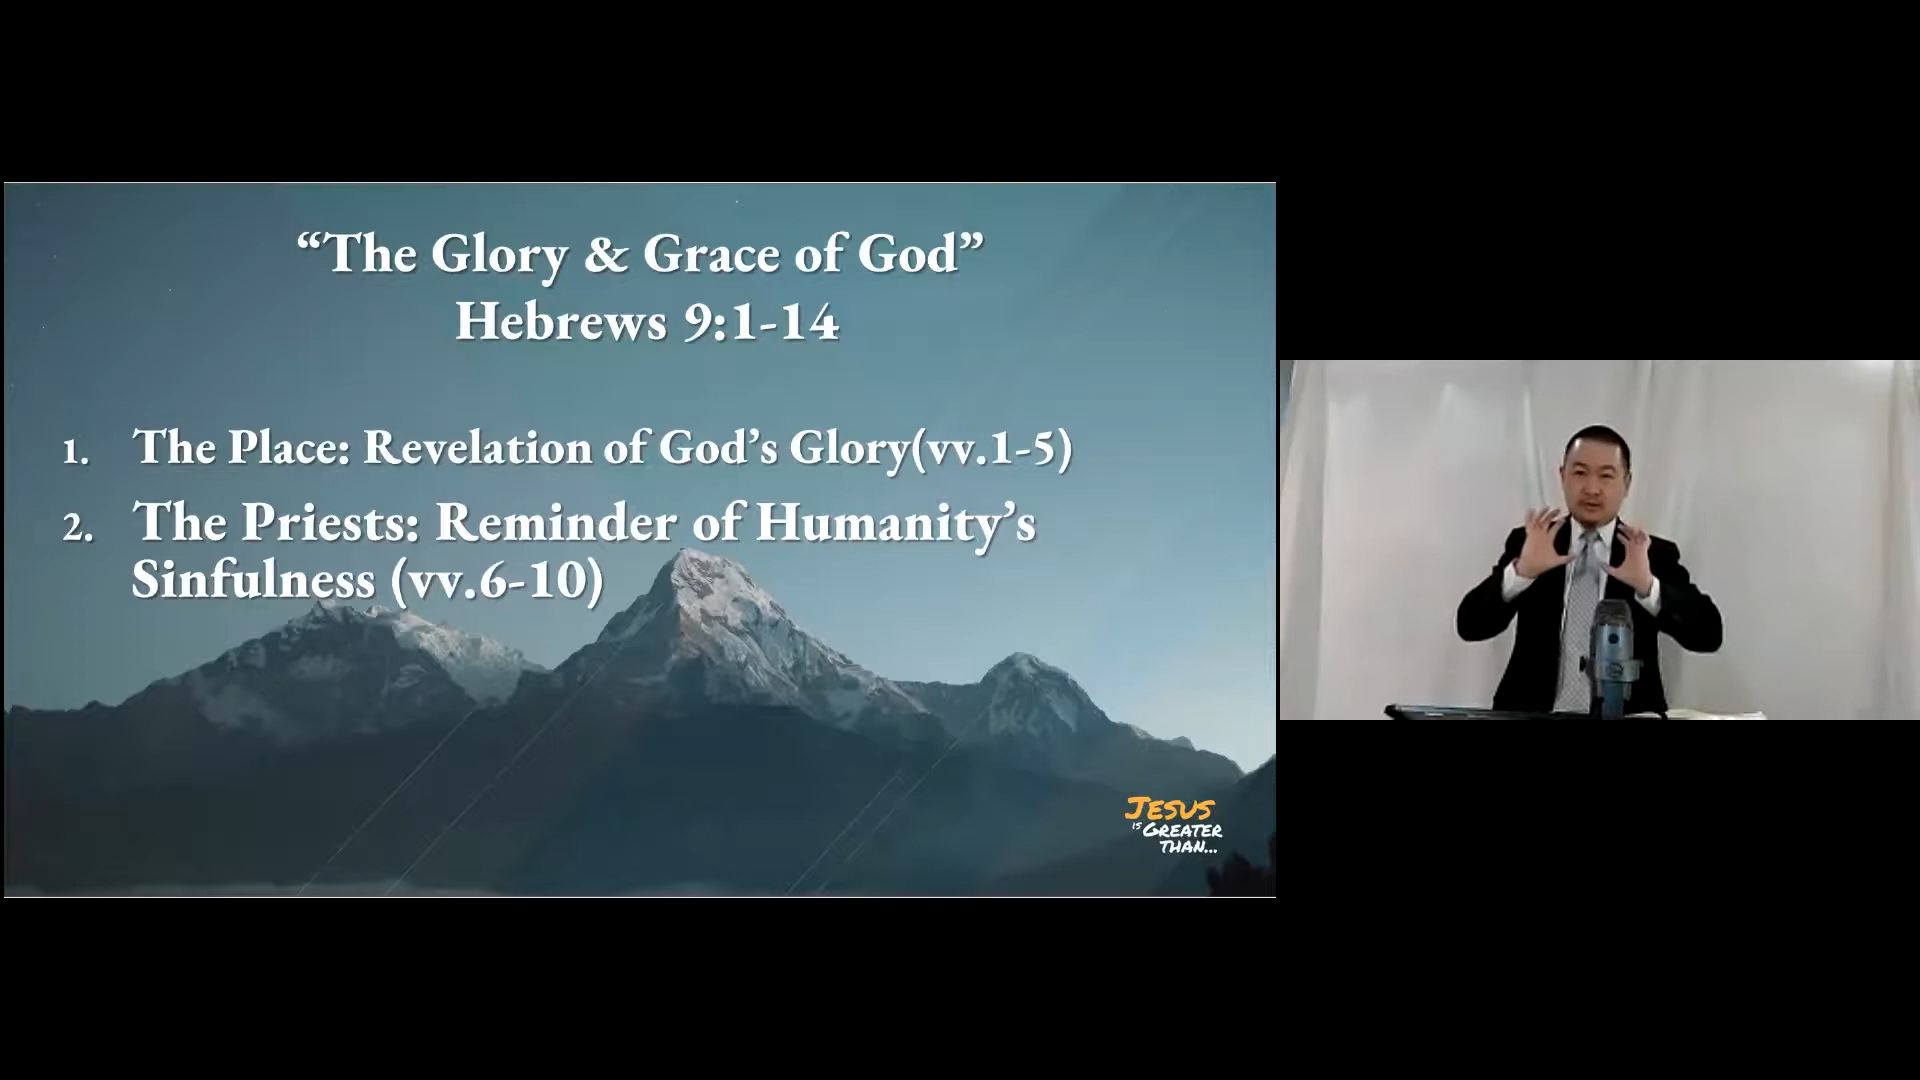 “The Glory & Grace of God”
Hebrews 9:1-14
1. The Place: Revelation of God’s Glory(vv.1-5)
2. The Priests: Reminder of Humanity’s
Sinfulness (vv.6-10)
JESUS
IS GREATER
THAN...